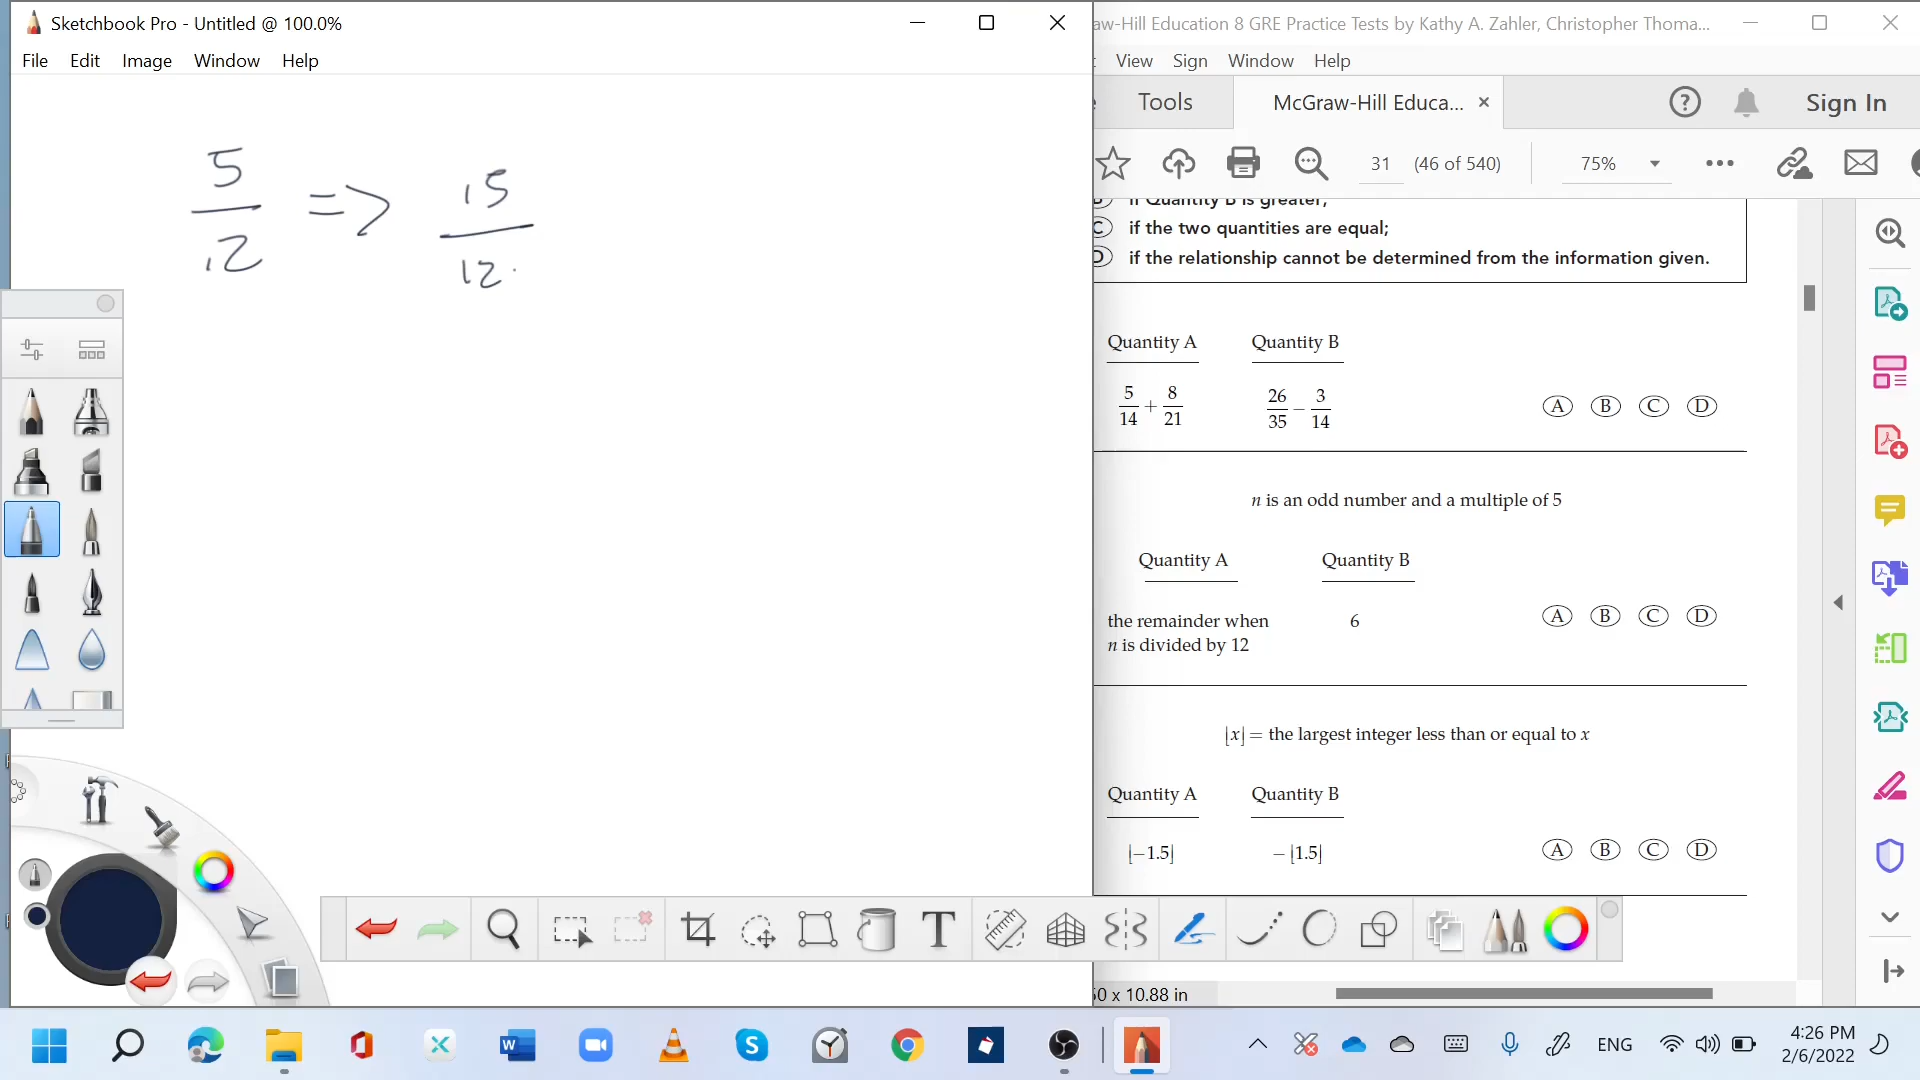 Sketchbook Pro - Untitled @ 100.0%
File Edit Image Window Help
5
12
=>
15
12
aw-Hill Education 8 GRE Practice Tests by Kathy A. Zahler, Christopher Thoma...
View Sign Window Help
Tools
McGraw-Hill Educa... ×
Sign In
31 (46 of 540)
75%
if Quantity B is greater;
C if the two quantities are equal;
D if the relationship cannot be determined from the information given.
Quantity A Quantity B
5/14 + 8/21 26/35 − 3/14 A B C D
n is an odd number and a multiple of 5
Quantity A Quantity B
the remainder when 6 A B C D
n is divided by 12
⌊x⌋ = the largest integer less than or equal to x
Quantity A Quantity B
⌊−1.5⌋ − ⌊1.5⌋ A B C D
T
0 x 10.88 in
ENG
4:26 PM
2/6/2022